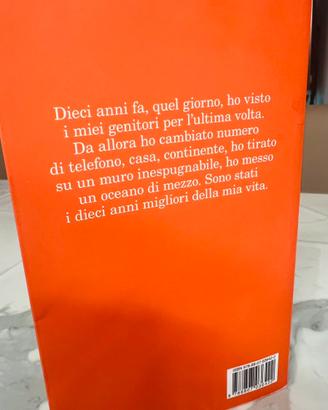 Dieci anni fa, quel giorno, ho visto
i miei genitori per l'ultima volta.
Da allora ho cambiato numero
di telefono, casa, continente, ho tirato
su un muro inespugnabile, ho messo
un oceano di mezzo. Sono stati
i dieci anni migliori della mia vita.